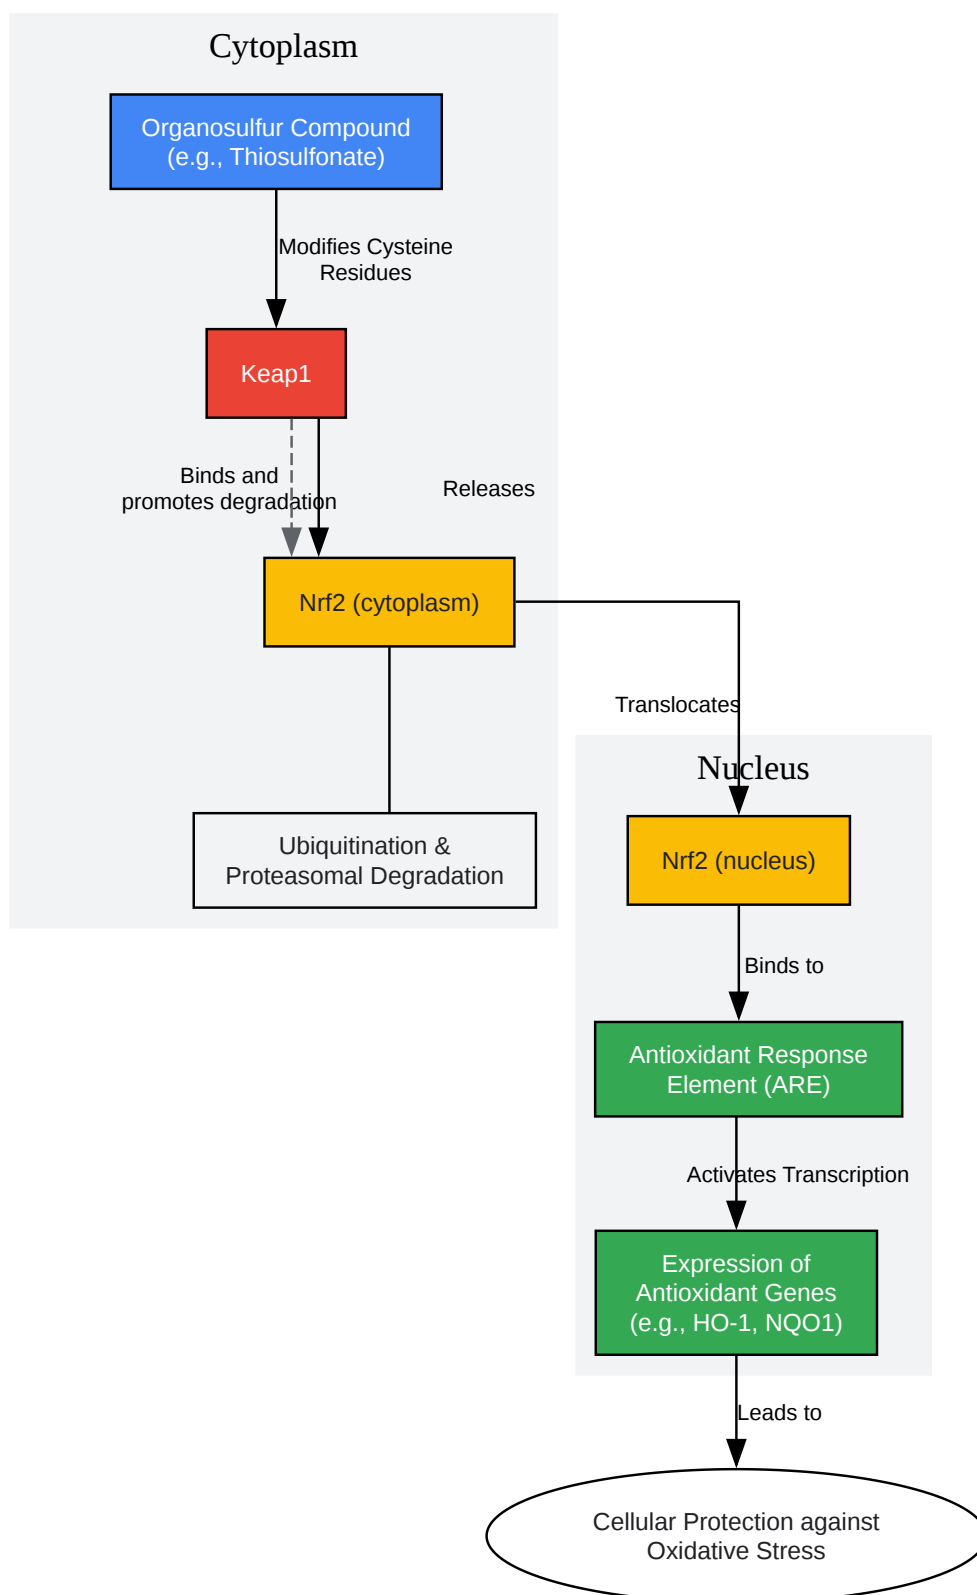 Cytoplasm
Organosulfur Compound
(e.g., Thiosulfonate)
Modifies Cysteine
Residues
Keap1
Binds and
promotes degradation
Releases
Nrf2 (cytoplasm)
Translocates
Nucleus
Ubiquitination &
Proteasomal Degradation
Nrf2 (nucleus)
Binds to
Antioxidant Response
Element (ARE)
Activates Transcription
Expression of
Antioxidant Genes
(e.g., HO-1, NQO1)
Leads to
Cellular Protection against
Oxidative Stress